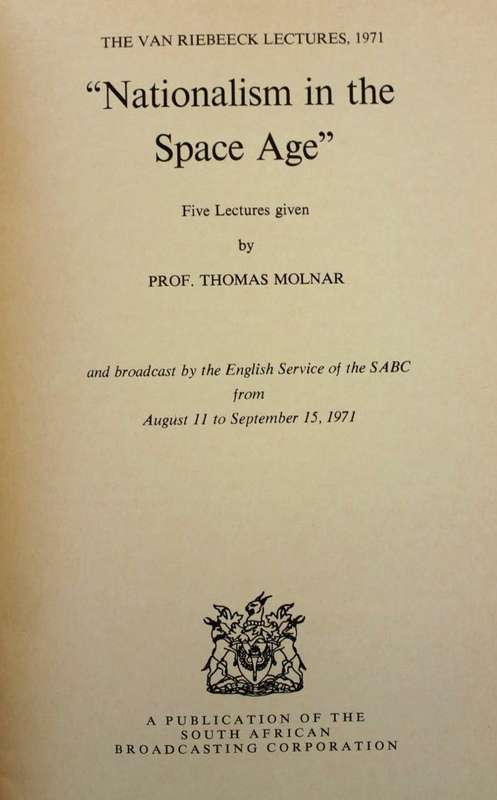 THE VAN RIEBEECK LECTURES, 1971
“Nationalism in the
Space Age”
Five Lectures given
by
PROF. THOMAS MOLNAR
and broadcast by the English Service of the SABC
from
August 11 to September 15, 1971
A PUBLICATION OF THE
SOUTH AFRICAN
BROADCASTING CORPORATION